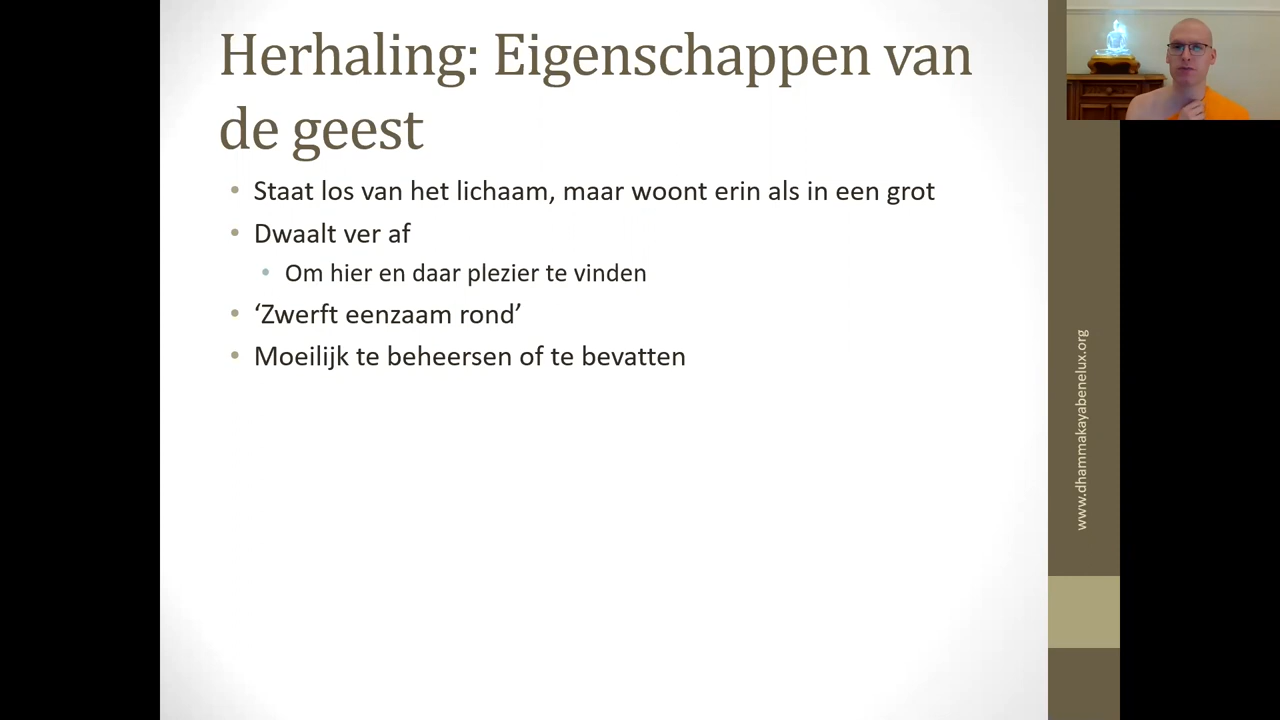 Herhaling: Eigenschappen van
de geest
• Staat los van het lichaam, maar woont erin als in een grot
• Dwaalt ver af
• Om hier en daar plezier te vinden
• ‘Zwerft eenzaam rond’
• Moeilijk te beheersen of te bevatten
www.dhammakayabenelux.org